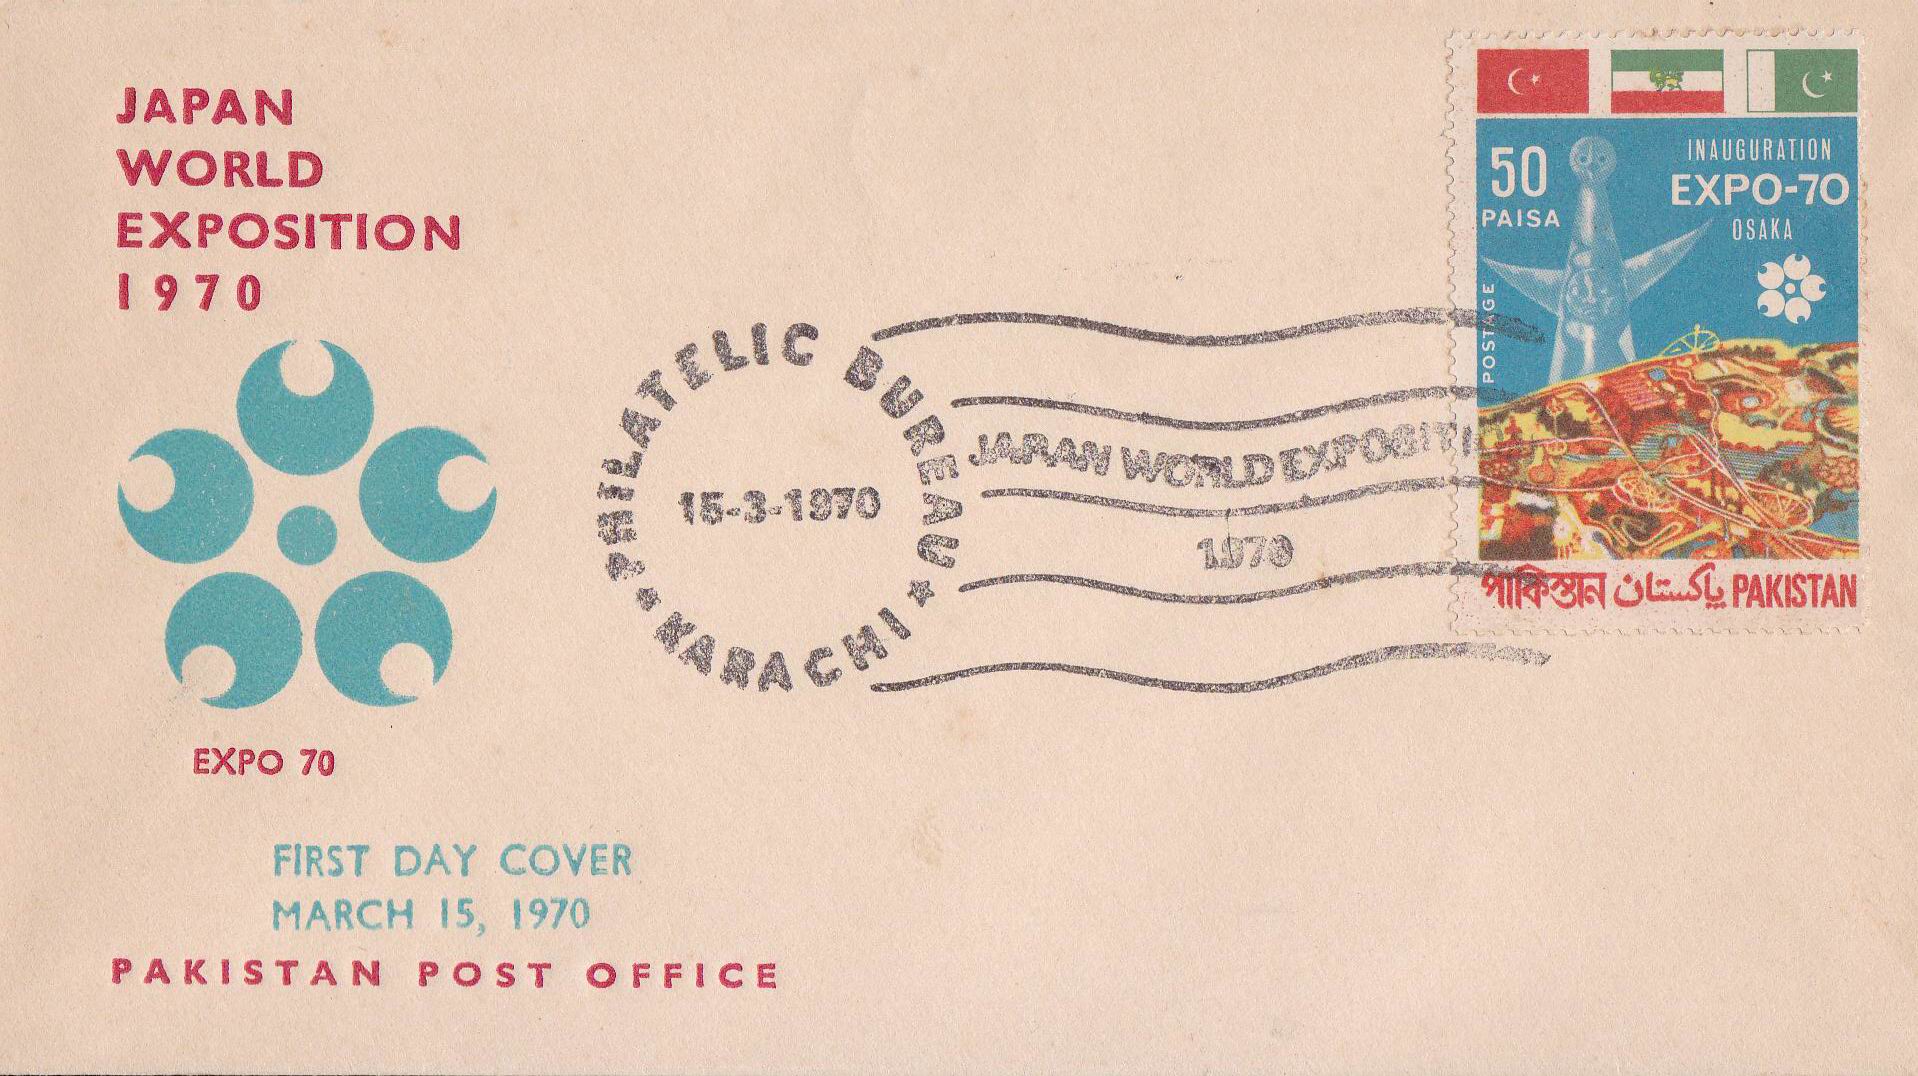 JAPAN
WORLD
EXPOSITION
1970
EXPO 70
FIRST DAY COVER
MARCH 15, 1970
PAKISTAN POST OFFICE
PHILATELIC BUREAU
15-3-1970
★ KARACHI ★
JAPAN WORLD EXPOSITI
1970
50
PAISA
INAUGURATION
EXPO-70
OSAKA
POSTAGE
পাকিস্তান پاکستان PAKISTAN